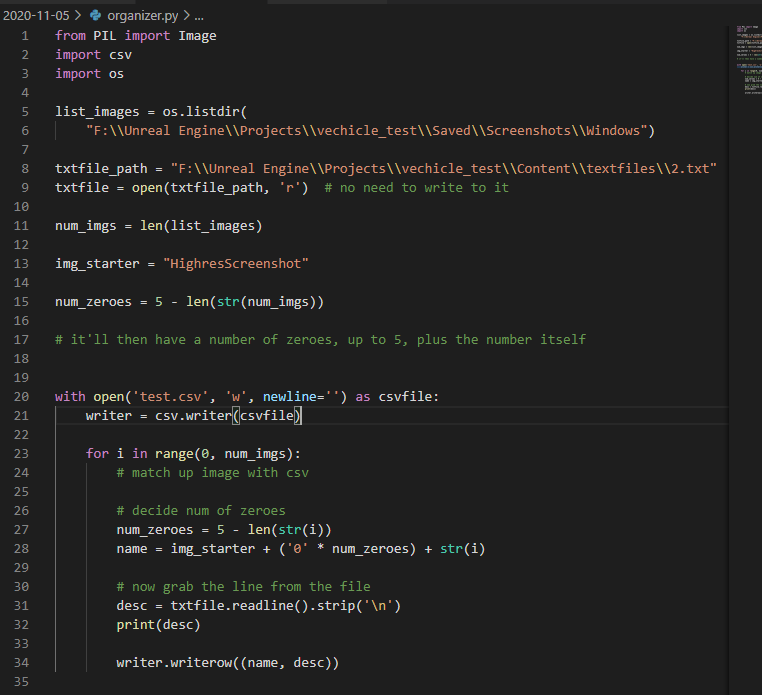 2020-11-05 > organizer.py > ...
1 from PIL import Image
2 import csv
3 import os
4
5 list_images = os.listdir(
6     "F:\\Unreal Engine\\Projects\\vechicle_test\\Saved\\Screenshots\\Windows")
7
8 txtfile_path = "F:\\Unreal Engine\\Projects\\vechicle_test\\Content\\textfiles\\2.txt"
9 txtfile = open(txtfile_path, 'r')  # no need to write to it
10
11 num_imgs = len(list_images)
12
13 img_starter = "HighresScreenshot"
14
15 num_zeroes = 5 - len(str(num_imgs))
16
17 # it'll then have a number of zeroes, up to 5, plus the number itself
18
19
20 with open('test.csv', 'w', newline='') as csvfile:
21     writer = csv.writer(csvfile)
22
23     for i in range(0, num_imgs):
24         # match up image with csv
25
26         # decide num of zeroes
27         num_zeroes = 5 - len(str(i))
28         name = img_starter + ('0' * num_zeroes) + str(i)
29
30         # now grab the line from the file
31         desc = txtfile.readline().strip('\n')
32         print(desc)
33
34         writer.writerow((name, desc))
35